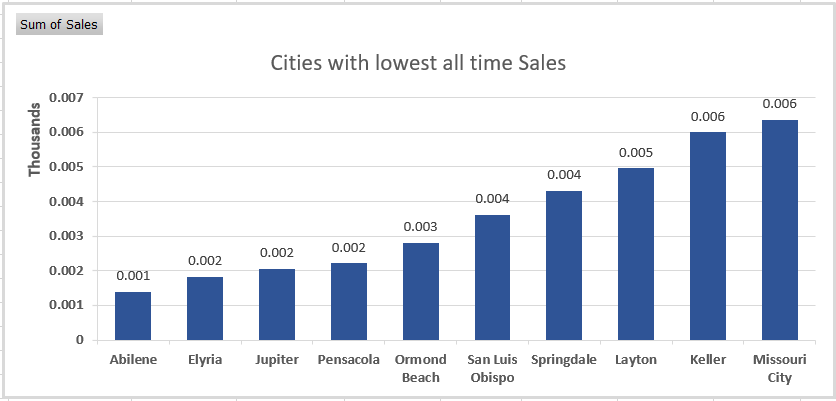 Sum of Sales
Cities with lowest all time Sales
Thousands
0.007
0.006
0.005
0.004
0.003
0.002
0.001
0
0.001
0.002
0.002
0.002
0.003
0.004
0.004
0.005
0.006
0.006
Abilene
Elyria
Jupiter
Pensacola
Ormond
Beach
San Luis
Obispo
Springdale
Layton
Keller
Missouri
City